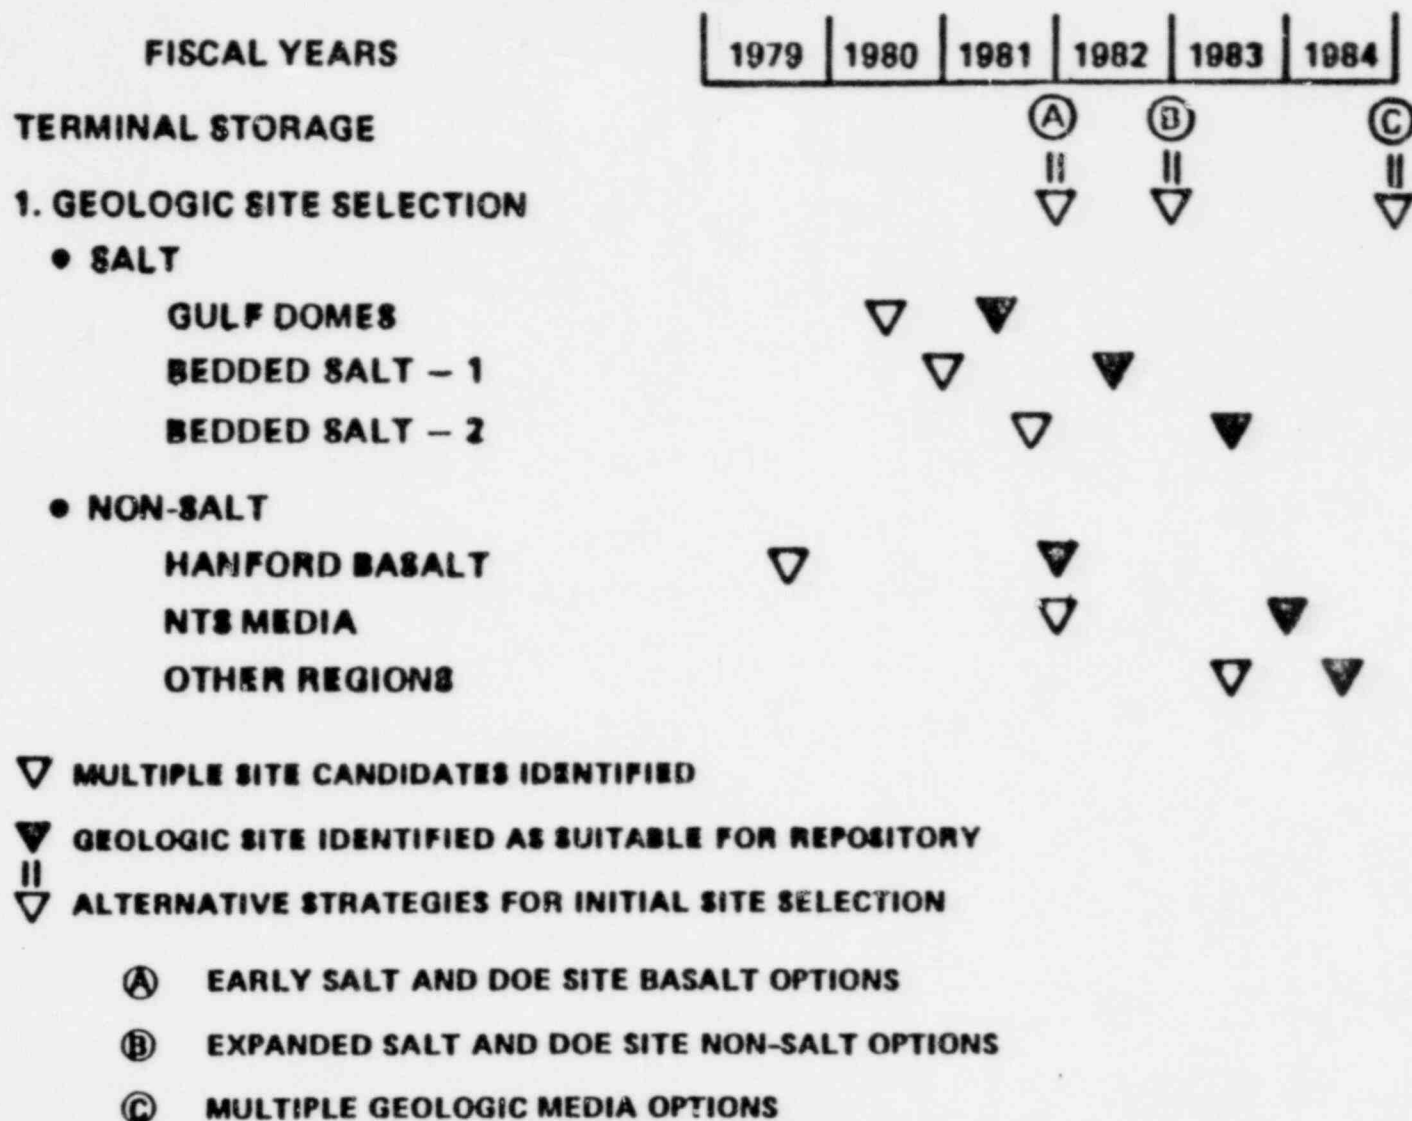 FISCAL YEARS 1979 1980 1981 1982 1983 1984
TERMINAL STORAGE Ⓐ Ⓑ Ⓒ
1. GEOLOGIC SITE SELECTION
• SALT
GULF DOMES
BEDDED SALT – 1
BEDDED SALT – 2
• NON-SALT
HANFORD BASALT
NTS MEDIA
OTHER REGIONS
MULTIPLE SITE CANDIDATES IDENTIFIED
GEOLOGIC SITE IDENTIFIED AS SUITABLE FOR REPOSITORY
ALTERNATIVE STRATEGIES FOR INITIAL SITE SELECTION
Ⓐ EARLY SALT AND DOE SITE BASALT OPTIONS
Ⓑ EXPANDED SALT AND DOE SITE NON-SALT OPTIONS
Ⓒ MULTIPLE GEOLOGIC MEDIA OPTIONS